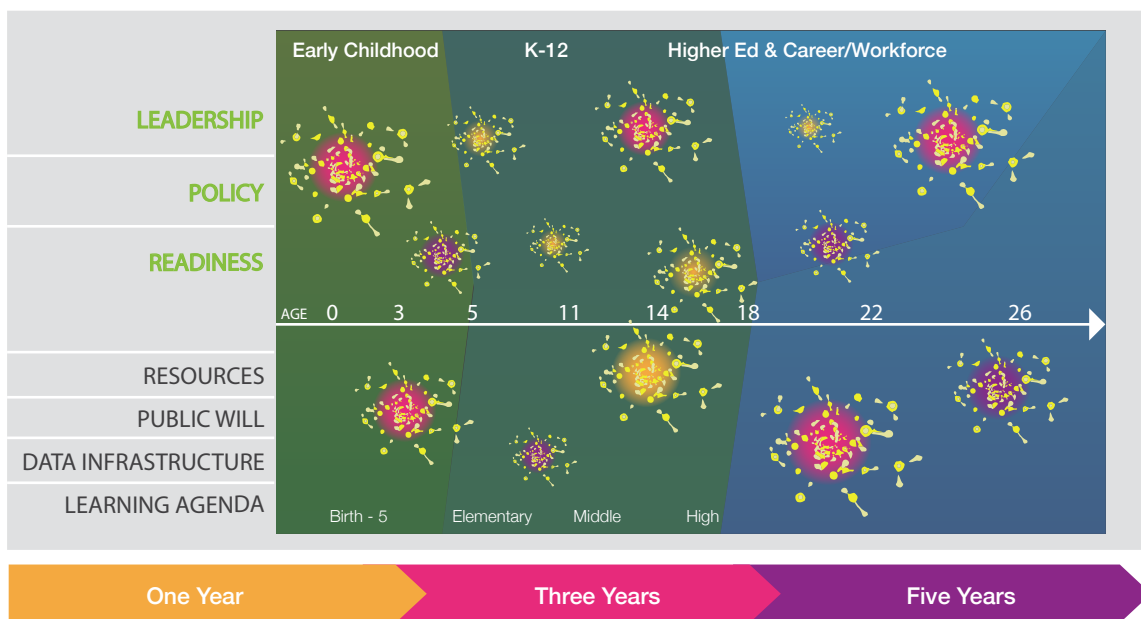 Early Childhood
K-12
Higher Ed & Career/Workforce
LEADERSHIP
POLICY
READINESS
AGE 0 3 5 11 14 18 22 26
RESOURCES
PUBLIC WILL
DATA INFRASTRUCTURE
LEARNING AGENDA
Birth - 5 Elementary Middle High
One Year
Three Years
Five Years